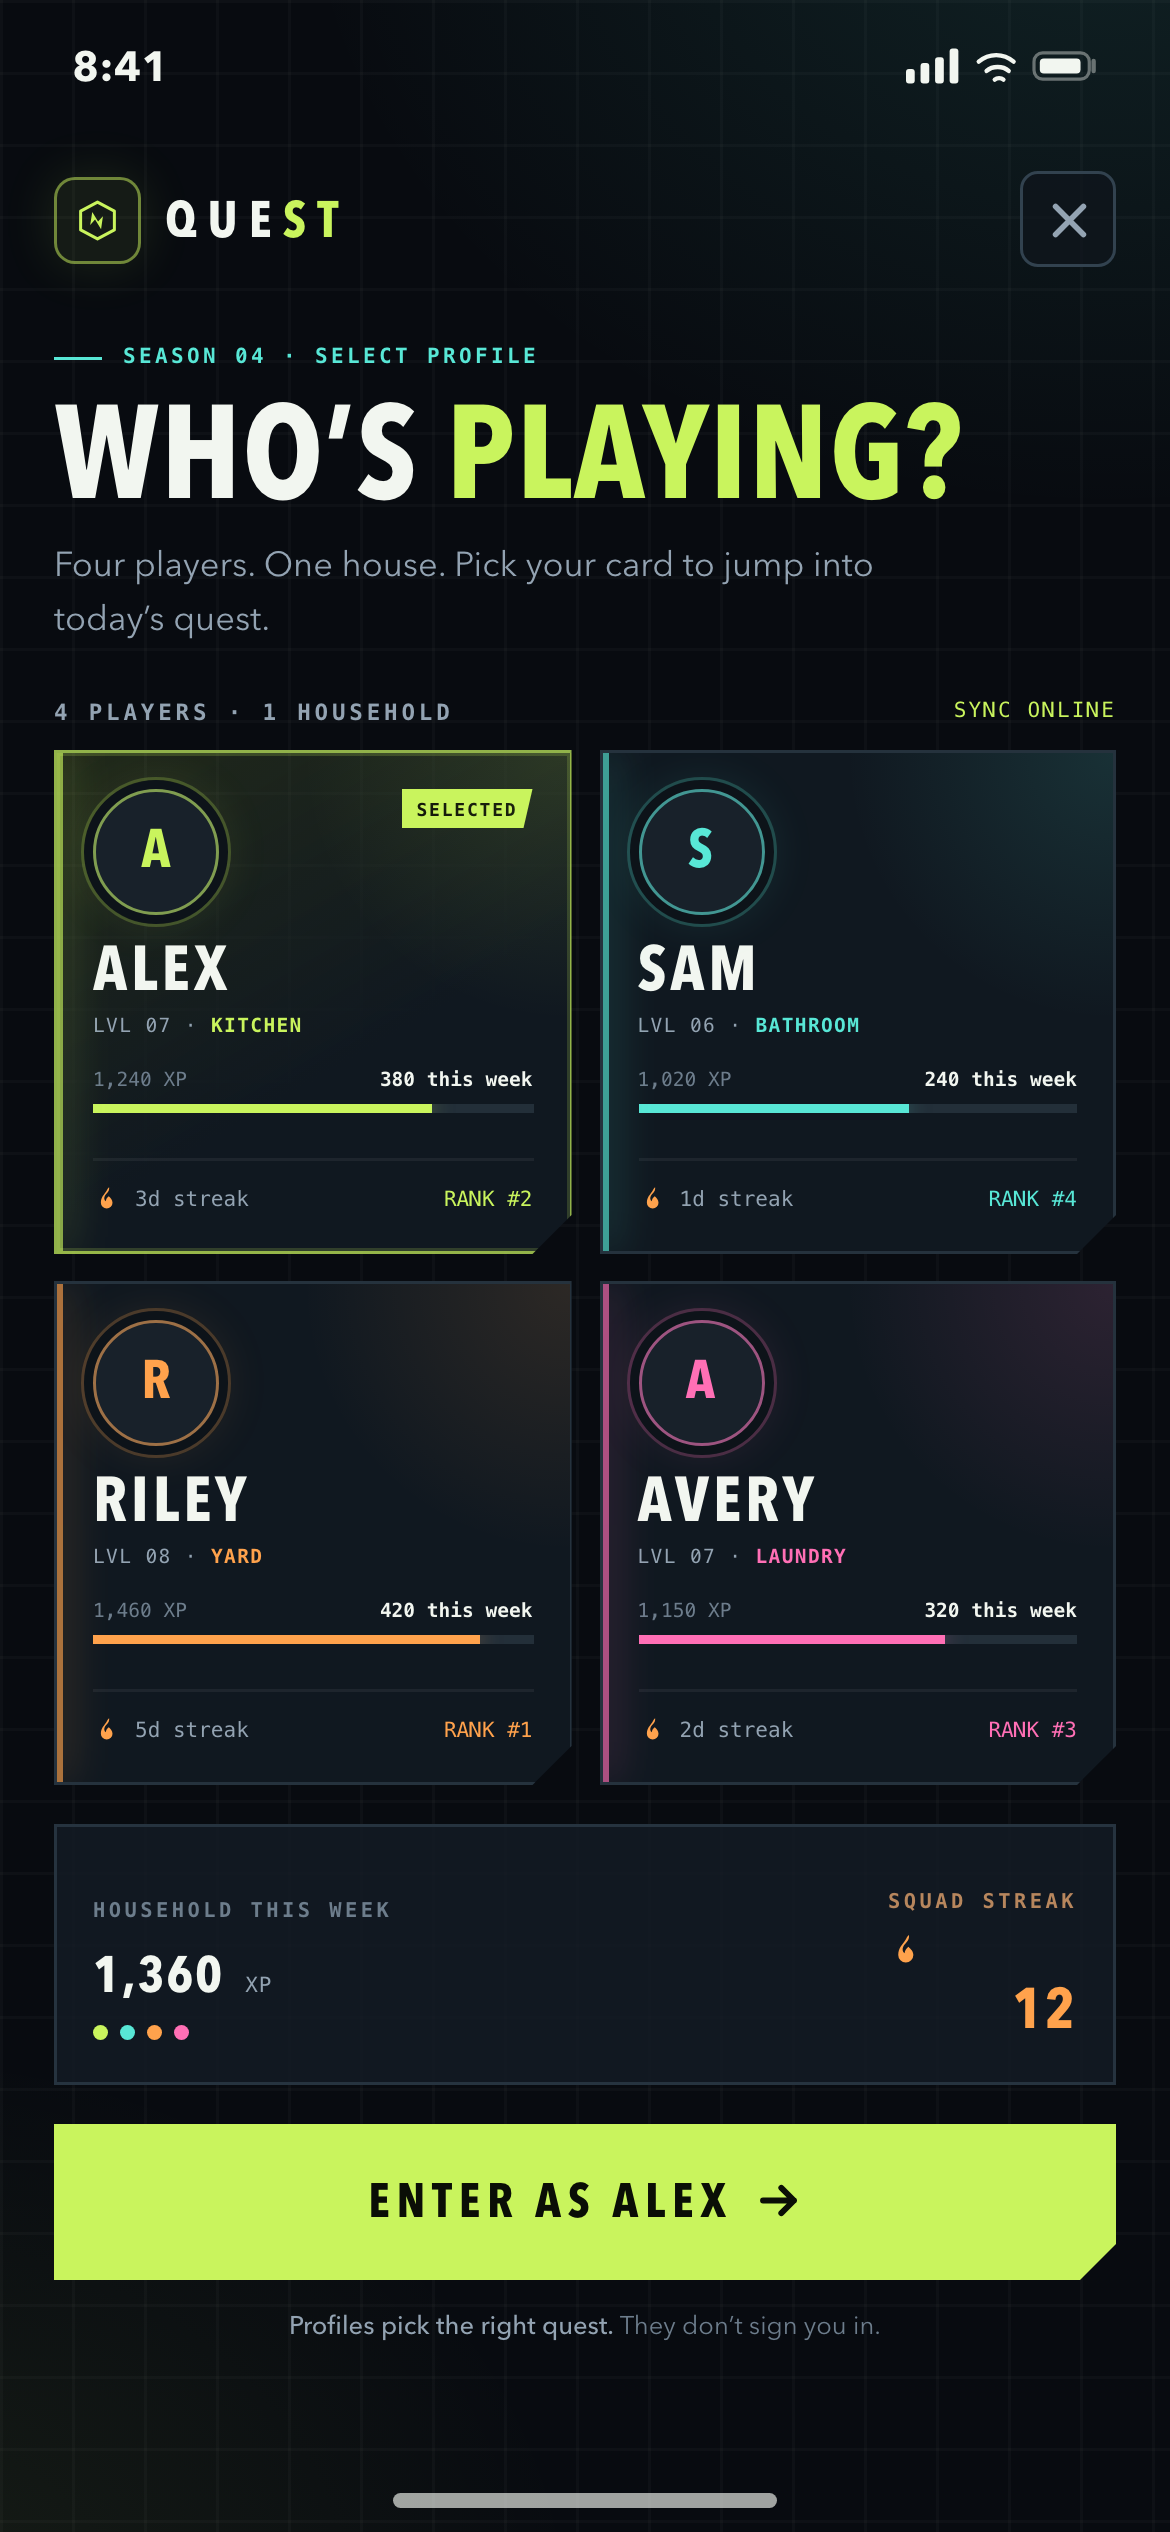 8:41
QUEST
SEASON 04 · SELECT PROFILE
WHO’S PLAYING?
Four players. One house. Pick your card to jump into
today’s quest.
4 PLAYERS · 1 HOUSEHOLD
SYNC ONLINE
A
SELECTED
ALEX
LVL 07 · KITCHEN
1,240 XP
380 this week
3d streak
RANK #2
S
SAM
LVL 06 · BATHROOM
1,020 XP
240 this week
1d streak
RANK #4
R
RILEY
LVL 08 · YARD
1,460 XP
420 this week
5d streak
RANK #1
A
AVERY
LVL 07 · LAUNDRY
1,150 XP
320 this week
2d streak
RANK #3
HOUSEHOLD THIS WEEK
1,360 XP
SQUAD STREAK
12
ENTER AS ALEX →
Profiles pick the right quest. They don’t sign you in.